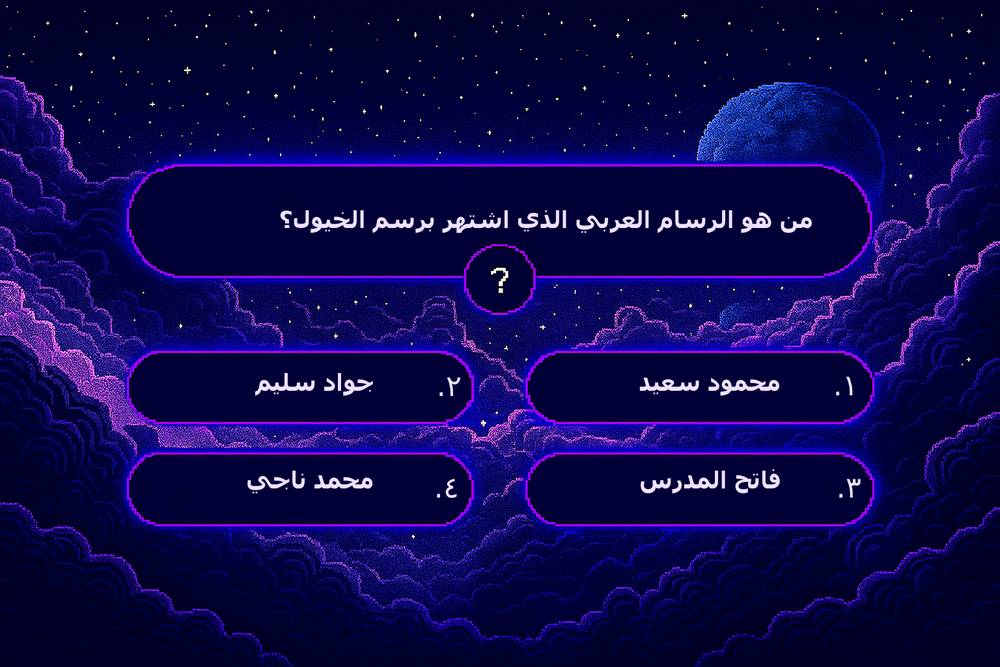 من هو الرسام العربي الذي اشتهر برسم الخيول؟
?
١. محمود سعيد
٢. جواد سليم
٣. فاتح المدرس
٤. محمد ناجي